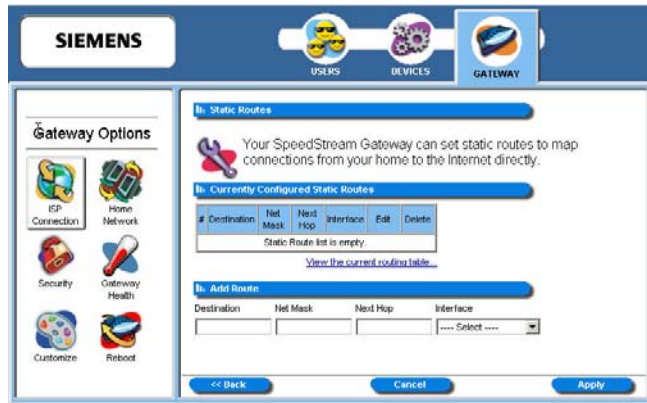 SIEMENS
USERS
DEVICES
GATEWAY
Gateway Options
ISP Connection
Home Network
Security
Gateway Health
Customize
Reboot
Static Routes
Your SpeedStream Gateway can set static routes to map
connections from your home to the Internet directly.
Currently Configured Static Routes
# Destination Net Mask Next Hop Interface Edit Delete
Static Route list is empty.
View the current routing table...
Add Route
Destination Net Mask Next Hop Interface
---- Select ----
<< Back Cancel Apply